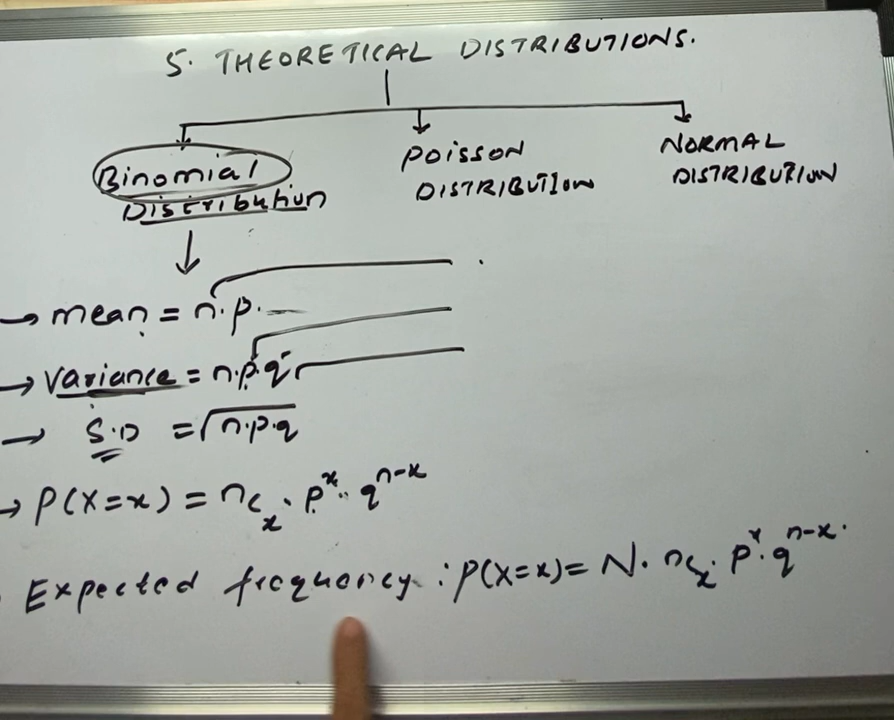 5. THEORETICAL DISTRIBUTIONS.
Binomial Distribution
POISSON DISTRIBUTION
NORMAL DISTRIBUTION
→ mean = n.p.
→ Variance = n.p.q
→ S.D = √n.p.q
→ P(X=x) = nCx . p^x . q^n-x
Expected frequency : P(X=x) = N. nCx . p^x . q^n-x.